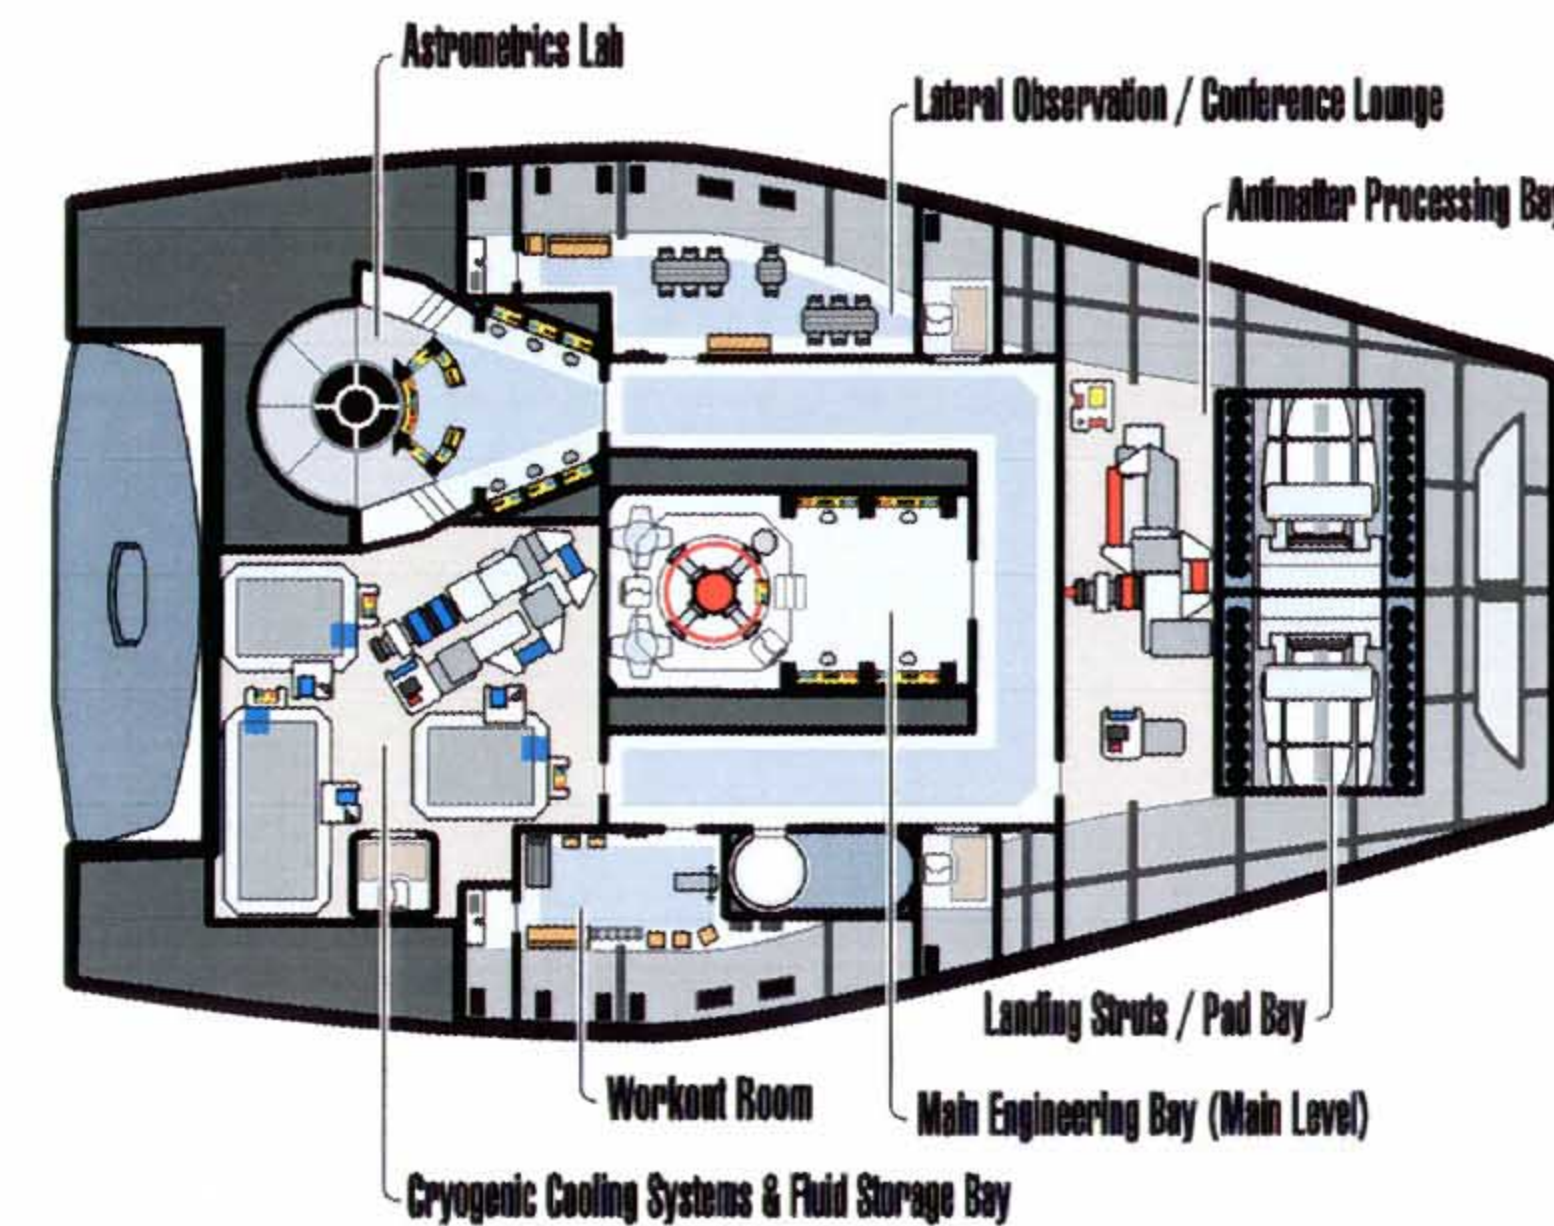 Astrometrics Lab
Lateral Observation / Conference Lounge
Antimatter Processing Bay
Landing Struts / Pad Bay
Workout Room
Main Engineering Bay (Main Level)
Cryogenic Cooling Systems & Fluid Storage Bay